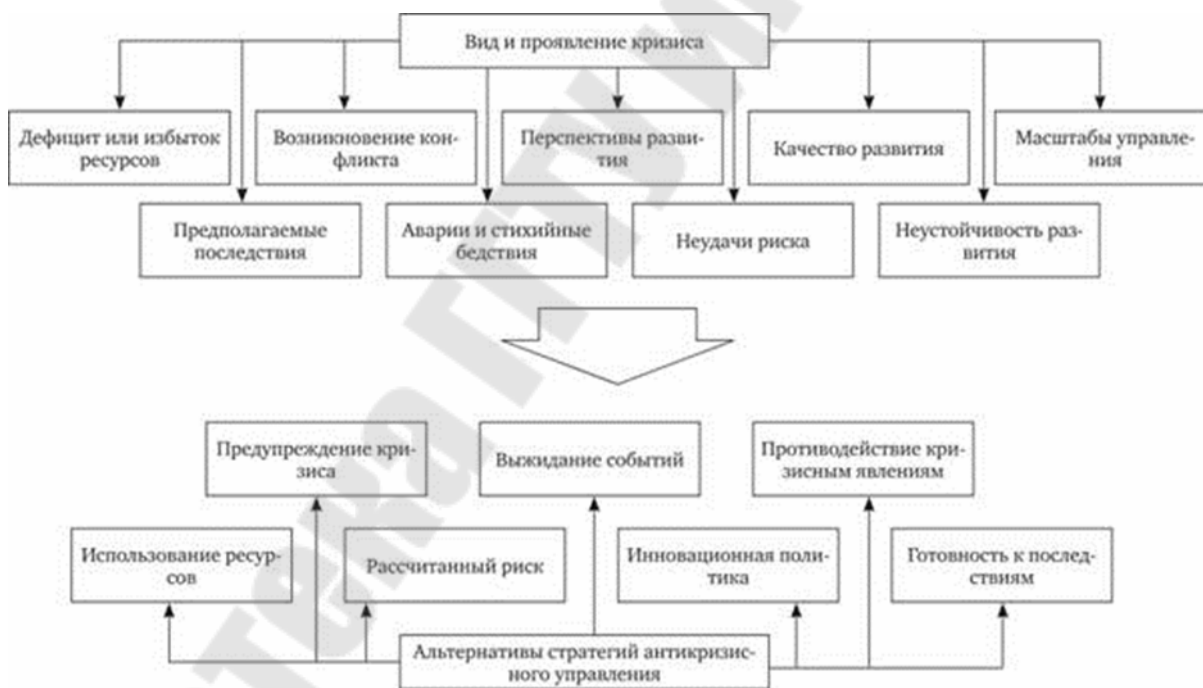 Вид и проявление кризиса
Дефицит или избыток
ресурсов
Возникновение кон-
фликта
Перспективы разви-
тия
Качество развития
Масштабы управле-
ния
Предполагаемые
последствия
Аварии и стихийные
бедствия
Неудачи риска
Неустойчивость раз-
вития
Предупреждение кри-
зиса
Выжидание событий
Противодействие кри-
зисным явлениям
Использование ресур-
сов
Рассчитанный риск
Инновационная поли-
тика
Готовность к послед-
ствиям
Альтернативы стратегий антикризис-
ного управления